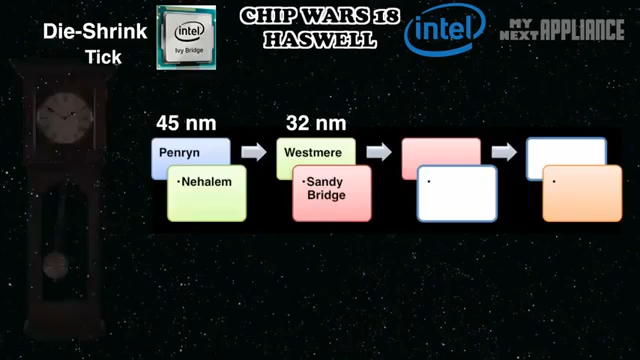 Die-Shrink
Tick
intel
Ivy Bridge
CHIP WARS 18
HASWELL
intel
MY
NEXT APPLIANCE
45 nm
32 nm
Penryn
Westmere
•Nehalem
•Sandy
Bridge
•
•